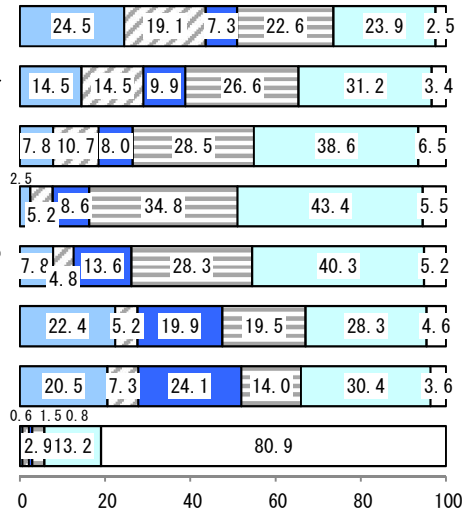 24.5 19.1 7.3 22.6 23.9 2.5
14.5 14.5 9.9 26.6 31.2 3.4
7.8 10.7 8.0 28.5 38.6 6.5
2.5 5.2 8.6 34.8 43.4 5.5
7.8 4.8 13.6 28.3 40.3 5.2
22.4 5.2 19.9 19.5 28.3 4.6
20.5 7.3 24.1 14.0 30.4 3.6
0.6 1.5 0.8
2.9 13.2 80.9
0 20 40 60 80 100